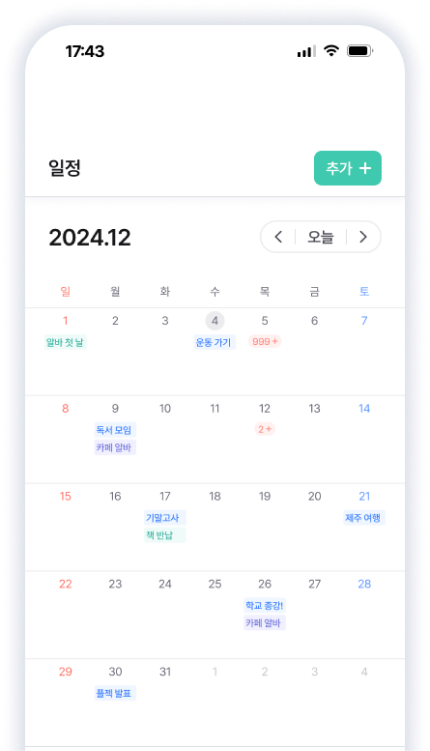 17:43
일정
추가 +
2024.12
< 오늘 >
일 월 화 수 목 금 토
1 2 3 4 5 6 7
알바 첫 날 운동 가기 999+
8 9 10 11 12 13 14
독서 모임 2+
카페 알바
15 16 17 18 19 20 21
기말고사 제주 여행
책 반납
22 23 24 25 26 27 28
학교 종강!
카페 알바
29 30 31 1 2 3 4
플젝 발표